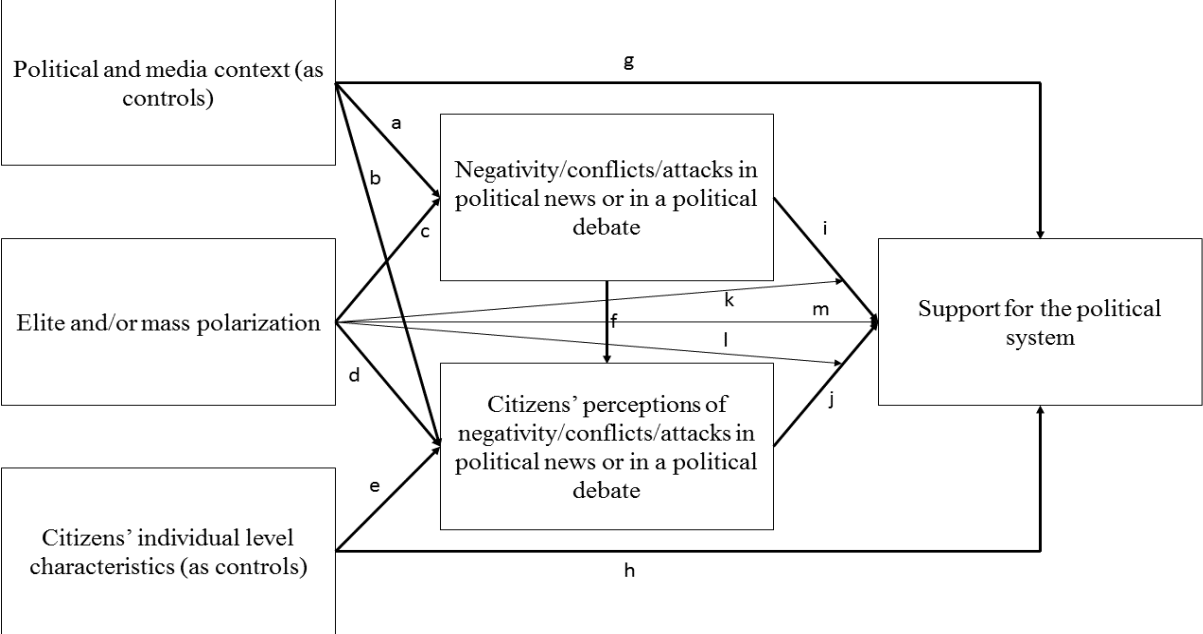 Political and media context (as
controls)
g
a
b
Negativity/conflicts/attacks in
political news or in a political
debate
c
i
Elite and/or mass polarization
k
m
f
l
Support for the political
system
d
j
Citizens’ perceptions of
negativity/conflicts/attacks in
political news or in a political
debate
e
Citizens’ individual level
characteristics (as controls)
h